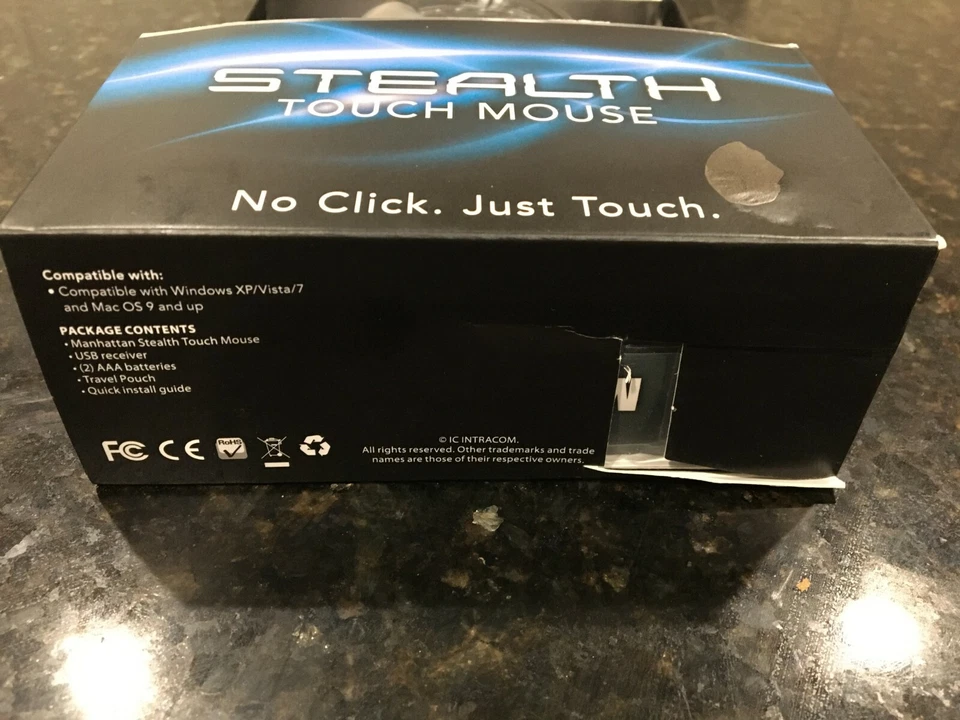 STEALTH
TOUCH MOUSE
No Click. Just Touch.
Compatible with:
• Compatible with Windows XP/Vista/7
and Mac OS 9 and up
PACKAGE CONTENTS
• Manhattan Stealth Touch Mouse
• USB receiver
• (2) AAA batteries
• Travel Pouch
• Quick install guide
FC CE RoHS
© IC INTRACOM.
All rights reserved. Other trademarks and trade
names are those of their respective owners.